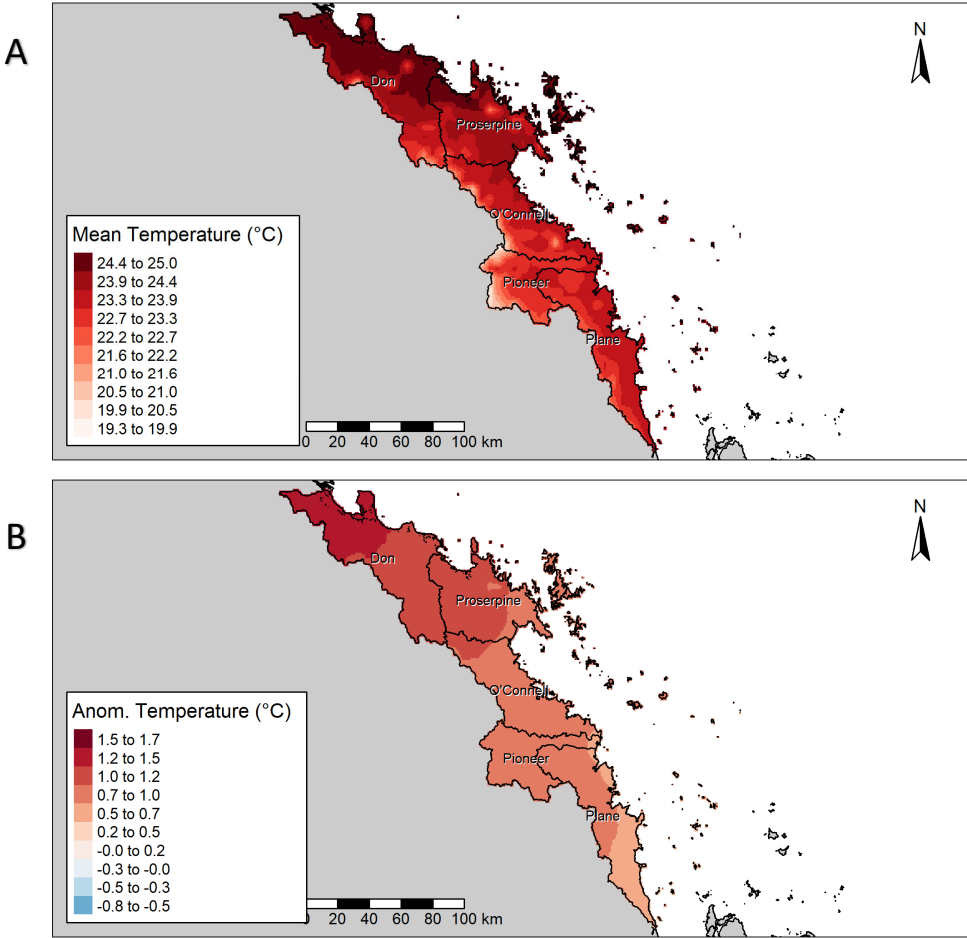 A
N
Don
Proserpine
O'Connell
Pioneer
Plane
Mean Temperature (°C)
24.4 to 25.0
23.9 to 24.4
23.3 to 23.9
22.7 to 23.3
22.2 to 22.7
21.6 to 22.2
21.0 to 21.6
20.5 to 21.0
19.9 to 20.5
19.3 to 19.9
0 20 40 60 80 100 km
B
N
Don
Proserpine
O'Connell
Pioneer
Plane
Anom. Temperature (°C)
1.5 to 1.7
1.2 to 1.5
1.0 to 1.2
0.7 to 1.0
0.5 to 0.7
0.2 to 0.5
-0.0 to 0.2
-0.3 to -0.0
-0.5 to -0.3
-0.8 to -0.5
20 40 60 80 100 km